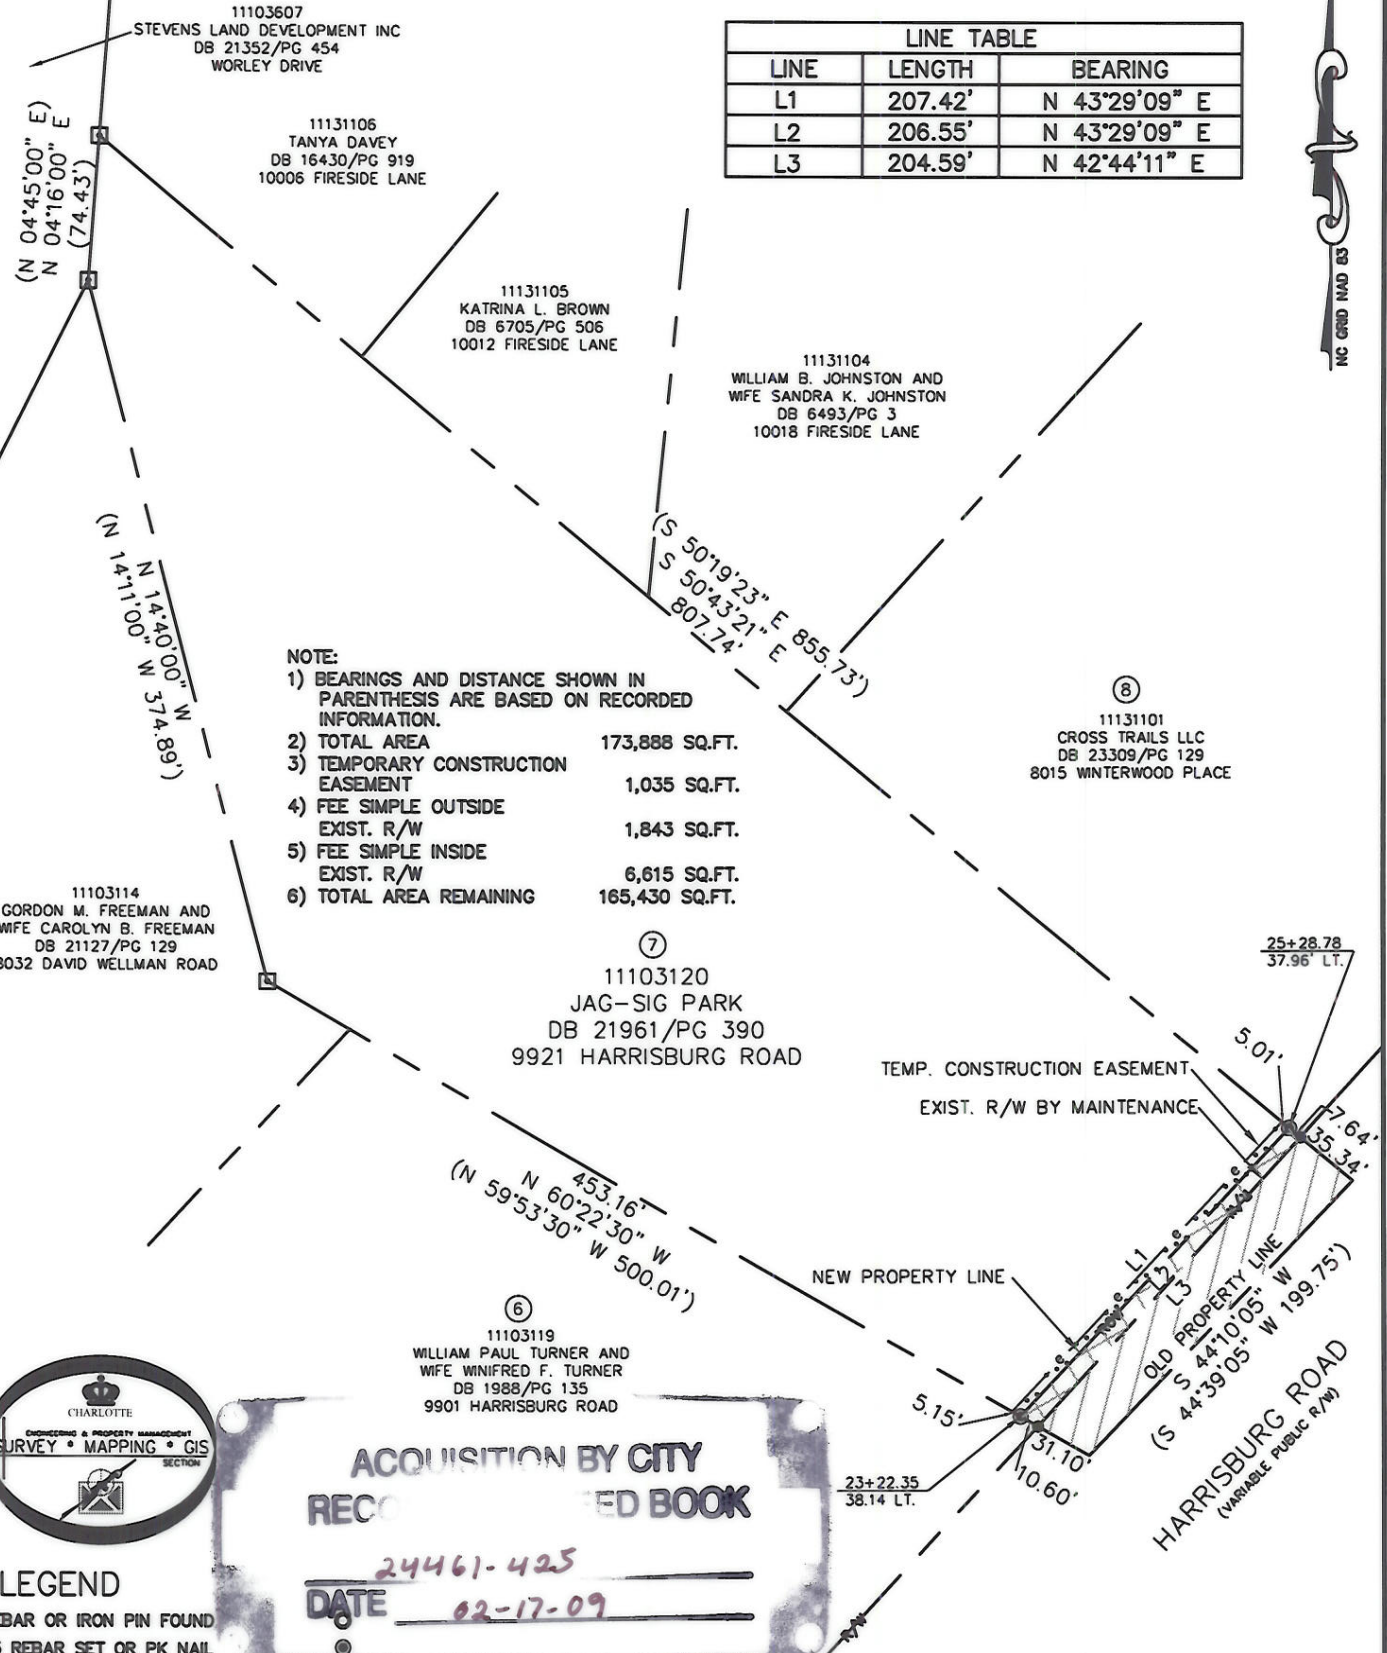 11103607
STEVENS LAND DEVELOPMENT INC
DB 21352/PG 454
WORLEY DRIVE
LINE TABLE
LINE LENGTH BEARING
L1 207.42' N 43°29'09" E
L2 206.55' N 43°29'09" E
L3 204.59' N 42°44'11" E
NC GRID NAD 83
(N 04°45'00" E)
N 04°16'00" E
(74.43')
11131106
TANYA DAVEY
DB 16430/PG 919
10006 FIRESIDE LANE
11131105
KATRINA L. BROWN
DB 6705/PG 506
10012 FIRESIDE LANE
11131104
WILLIAM B. JOHNSTON AND
WIFE SANDRA K. JOHNSTON
DB 6493/PG 3
10018 FIRESIDE LANE
(S 50°19'23" E 855.73')
S 50°43'21" E
807.74'
N 14°40'00" W
(N 14°11'00" W 374.89')
NOTE:
1) BEARINGS AND DISTANCE SHOWN IN
PARENTHESIS ARE BASED ON RECORDED
INFORMATION.
2) TOTAL AREA 173,888 SQ.FT.
3) TEMPORARY CONSTRUCTION
EASEMENT 1,035 SQ.FT.
4) FEE SIMPLE OUTSIDE
EXIST. R/W 1,843 SQ.FT.
5) FEE SIMPLE INSIDE
EXIST. R/W 6,615 SQ.FT.
6) TOTAL AREA REMAINING 165,430 SQ.FT.
8
11131101
CROSS TRAILS LLC
DB 23309/PG 129
8015 WINTERWOOD PLACE
11103114
GORDON M. FREEMAN AND
WIFE CAROLYN B. FREEMAN
DB 21127/PG 129
8032 DAVID WELLMAN ROAD
7
11103120
JAG-SIG PARK
DB 21961/PG 390
9921 HARRISBURG ROAD
25+28.78
37.96' LT.
5.01'
TEMP. CONSTRUCTION EASEMENT
EXIST. R/W BY MAINTENANCE
7.64'
35.34'
453.16'
N 60°22'30" W
(N 59°53'30" W 500.01')
NEW PROPERTY LINE
L1
L2
L3
OLD PROPERTY LINE
S 44°10'05" W
(S 44°39'05" W 199.75')
HARRISBURG ROAD
(VARIABLE PUBLIC R/W)
5.15'
31.10'
10.60'
23+22.35
38.14 LT.
R/W
6
11103119
WILLIAM PAUL TURNER AND
WIFE WINIFRED F. TURNER
DB 1988/PG 135
9901 HARRISBURG ROAD
CHARLOTTE
ENGINEERING & PROPERTY MANAGEMENT
SURVEY * MAPPING * GIS
SECTION
ACQUISITION BY CITY
REC ED BOOK
24461-425
DATE 02-17-09
LEGEND
BAR OR IRON PIN FOUND
REBAR SET OR PK NAIL